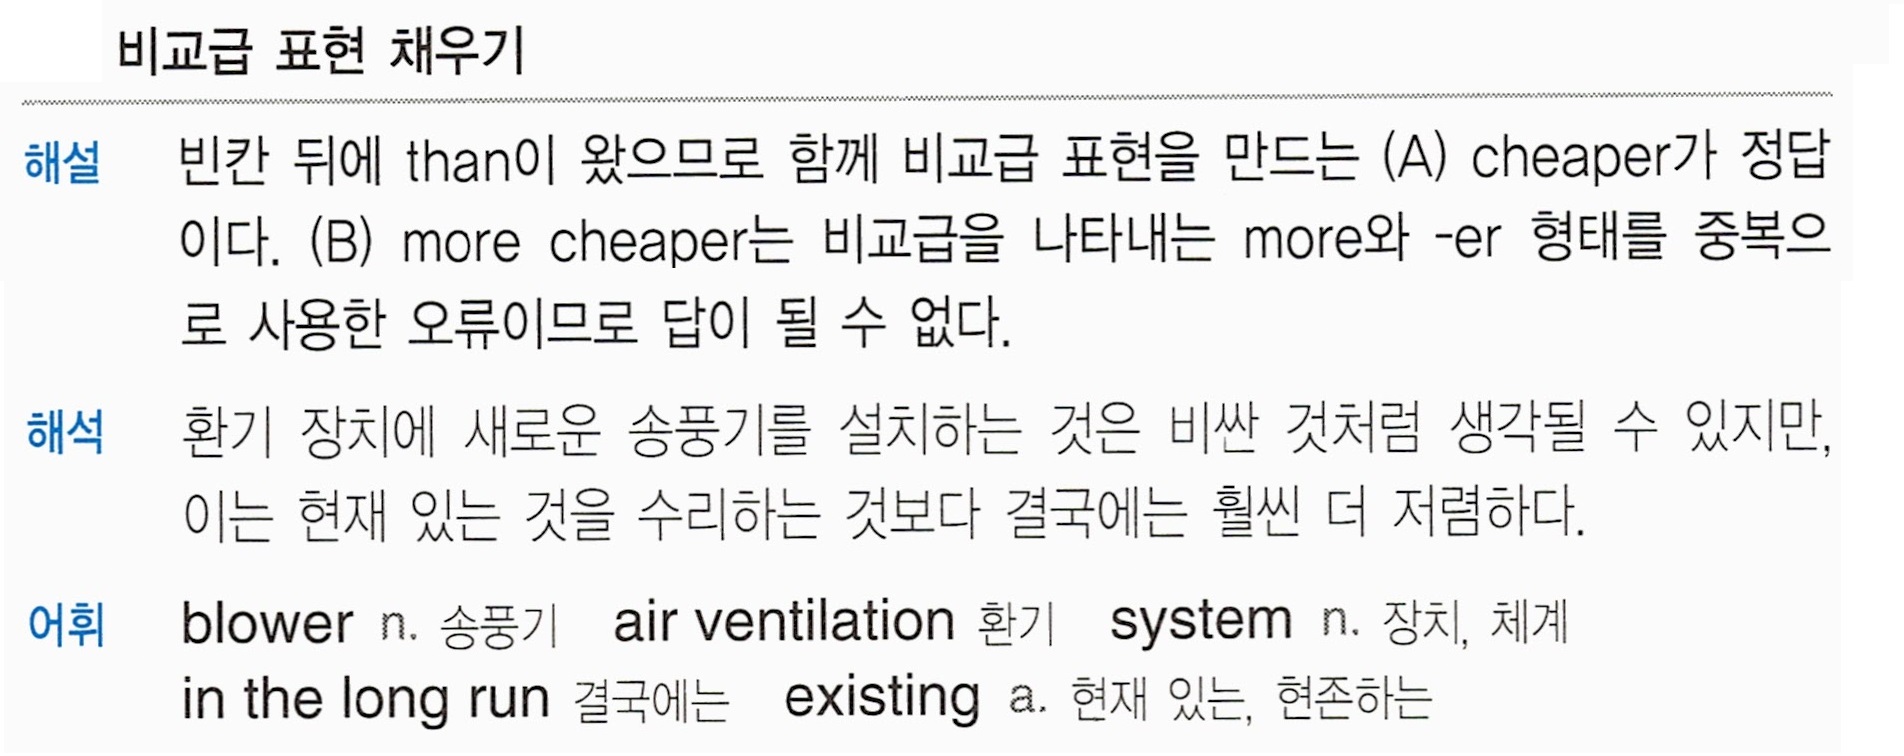 비교급 표현 채우기
해설 빈칸 뒤에 than이 왔으므로 함께 비교급 표현을 만드는 (A) cheaper가 정답
이다. (B) more cheaper는 비교급을 나타내는 more와 -er 형태를 중복으
로 사용한 오류이므로 답이 될 수 없다.
해석 환기 장치에 새로운 송풍기를 설치하는 것은 비싼 것처럼 생각될 수 있지만,
이는 현재 있는 것을 수리하는 것보다 결국에는 훨씬 더 저렴하다.
어휘 blower n. 송풍기 air ventilation 환기 system n. 장치, 체계
in the long run 결국에는 existing a. 현재 있는, 현존하는